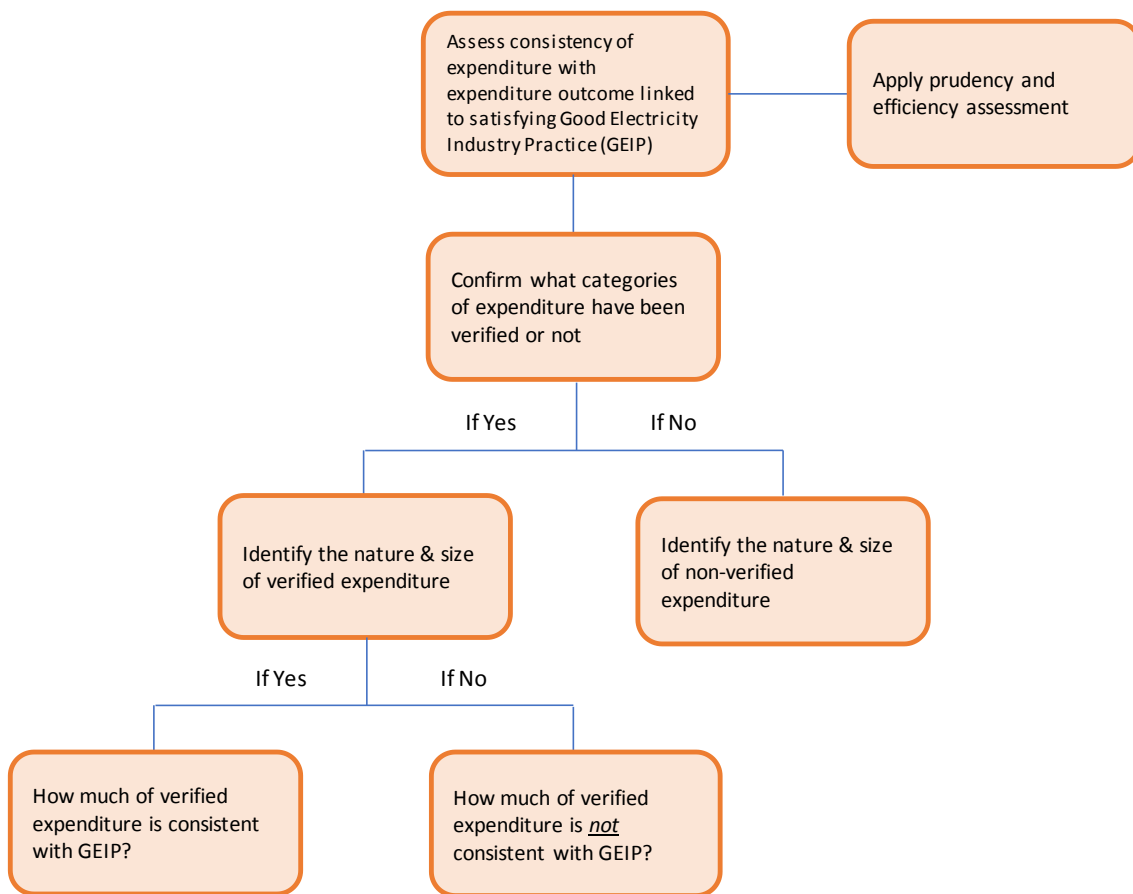 Assess consistency of
expenditure with
expenditure outcome linked
to satisfying Good Electricity
Industry Practice (GEIP)
Apply prudency and
efficiency assessment
Confirm what categories
of expenditure have been
verified or not
If Yes
If No
Identify the nature & size
of verified expenditure
Identify the nature & size
of non-verified
expenditure
If Yes
If No
How much of verified
expenditure is consistent
with GEIP?
How much of verified
expenditure is not
consistent with GEIP?